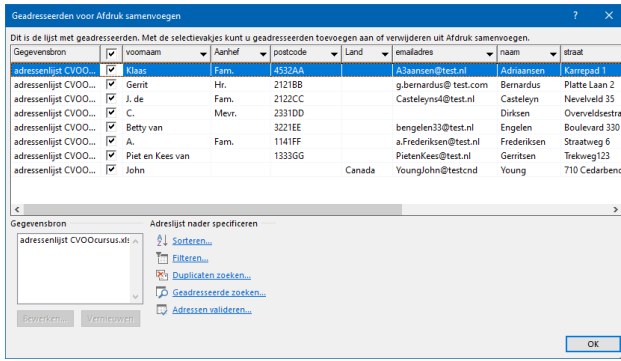 Geadresseerden voor Afdruk samenvoegen ? ×
Dit is de lijst met geadresseerden. Met de selectievakjes kunt u geadresseerden toevoegen aan of verwijderen uit Afdruk samenvoegen.
Gegevensbron voornaam Aanhef postcode Land emailadres naam straat
adressenlijst CVOO... Klaas Fam. 4532AA A3aansen@test.nl Adriaansen Karrepad 1
adressenlijst CVOO... Gerrit Hr. 2121BB g.bernardus@ test.com Bernardus Platte Laan 2
adressenlijst CVOO... J. de Fam. 2122CC Casteleyns4@test.nl Casteleyn Nevelveld 35
adressenlijst CVOO... C. Mevr. 2331DD Dirksen Overveldsestra
adressenlijst CVOO... Betty van 3221EE bengelen33@test.nl Engelen Boulevard 330
adressenlijst CVOO... A. Fam. 1141FF a.Frederiksen@test.nl Frederiksen Straatweg 6
adressenlijst CVOO... Piet en Kees van 1333GG PietenKees@test.nl Gerritsen Trekweg123
adressenlijst CVOO... John Canada YoungJohn@testcnd Young 710 Cedarbend
Gegevensbron Adreslijst nader specificeren
adressenlijst CVOOcursus.xls
Sorteren...
Filteren...
Duplicaten zoeken...
Geadresseerde zoeken...
Adressen valideren...
Bewerken... Vernieuwen
OK